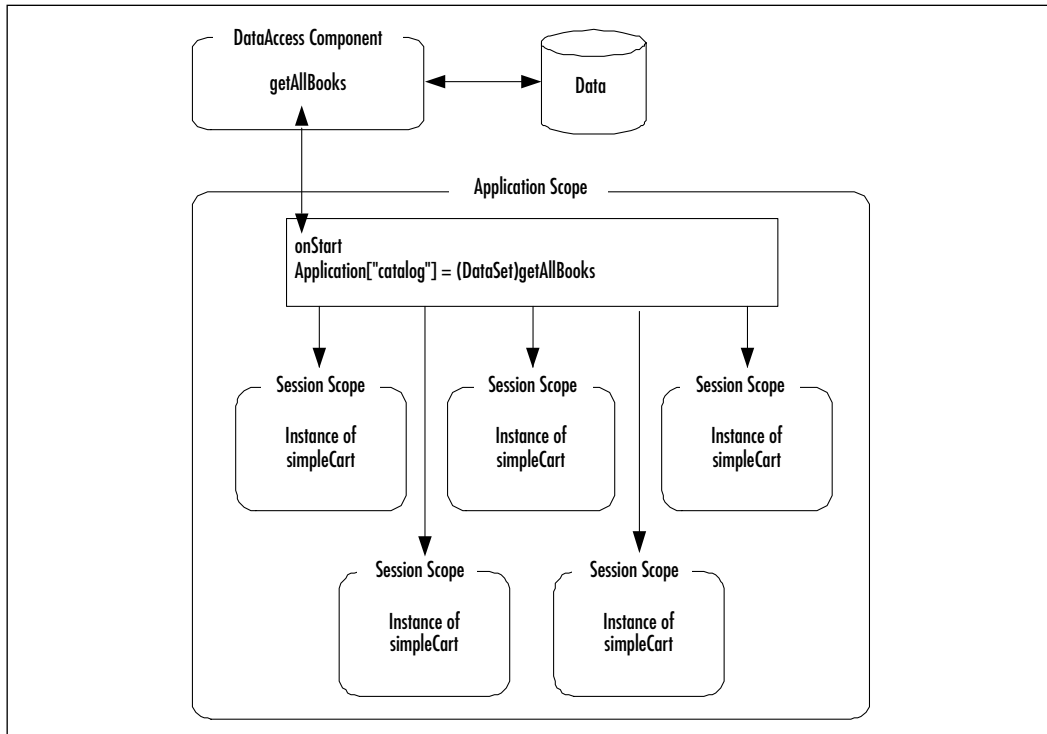 DataAccess Component
getAllBooks
Data
Application Scope
onStart
Application["catalog"] = (DataSet)getAllBooks
Session Scope
Instance of
simpleCart
Session Scope
Instance of
simpleCart
Session Scope
Instance of
simpleCart
Session Scope
Instance of
simpleCart
Session Scope
Instance of
simpleCart